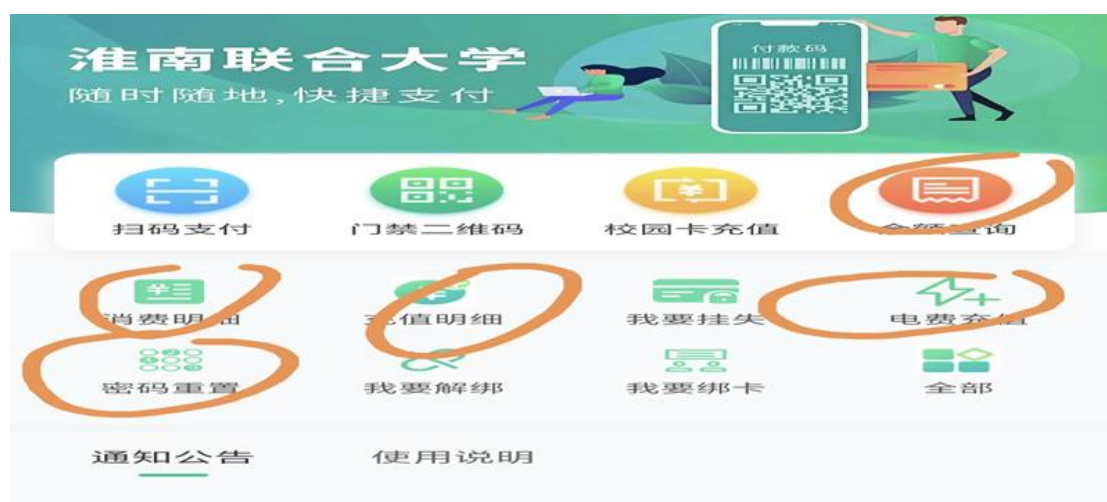 淮南联合大学
随时随地,快捷支付
付款码
扫码支付
门禁二维码
校园卡充值
余额查询
消费明细
充值明细
我要挂失
电费充值
密码重置
我要解绑
我要绑卡
全部
通知公告
使用说明